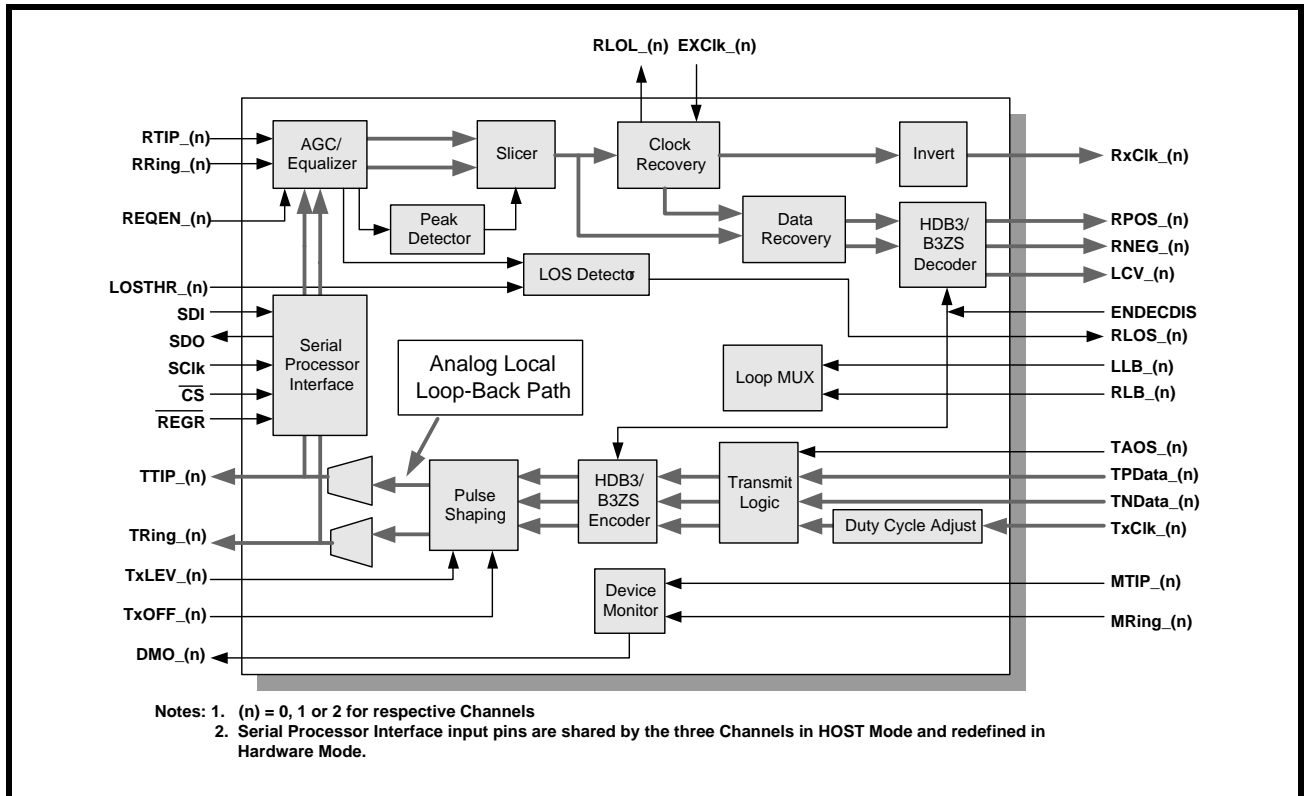 RLOL_(n) EXClk_(n)
RTIP_(n)
RRing_(n)
REQEN_(n)
LOSTHR_(n)
SDI
SDO
SClk
CS
REGR
TTIP_(n)
TRing_(n)
TxLEV_(n)
TxOFF_(n)
DMO_(n)
AGC/
Equalizer
Slicer
Clock
Recovery
Invert
Peak
Detector
Data
Recovery
HDB3/
B3ZS
Decoder
LOS Detector
Serial
Processor
Interface
Analog Local
Loop-Back Path
Loop MUX
Pulse
Shaping
HDB3/
B3ZS
Encoder
Transmit
Logic
Duty Cycle Adjust
Device
Monitor
RxClk_(n)
RPOS_(n)
RNEG_(n)
LCV_(n)
ENDECDIS
RLOS_(n)
LLB_(n)
RLB_(n)
TAOS_(n)
TPData_(n)
TNData_(n)
TxClk_(n)
MTIP_(n)
MRing_(n)
Notes: 1. (n) = 0, 1 or 2 for respective Channels
2. Serial Processor Interface input pins are shared by the three Channels in HOST Mode and redefined in
Hardware Mode.